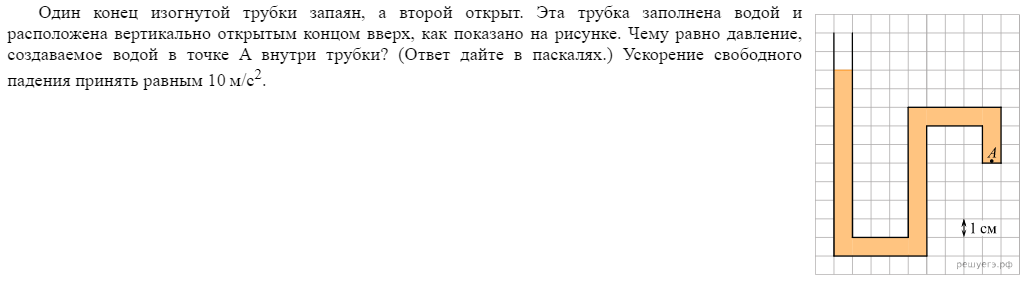 Один конец изогнутой трубки запаян, а второй открыт. Эта трубка заполнена водой и
расположена вертикально открытым концом вверх, как показано на рисунке. Чему равно давление,
создаваемое водой в точке А внутри трубки? (Ответ дайте в паскалях.) Ускорение свободного
падения принять равным 10 м/с².
A
1 см
решуегэ.рф